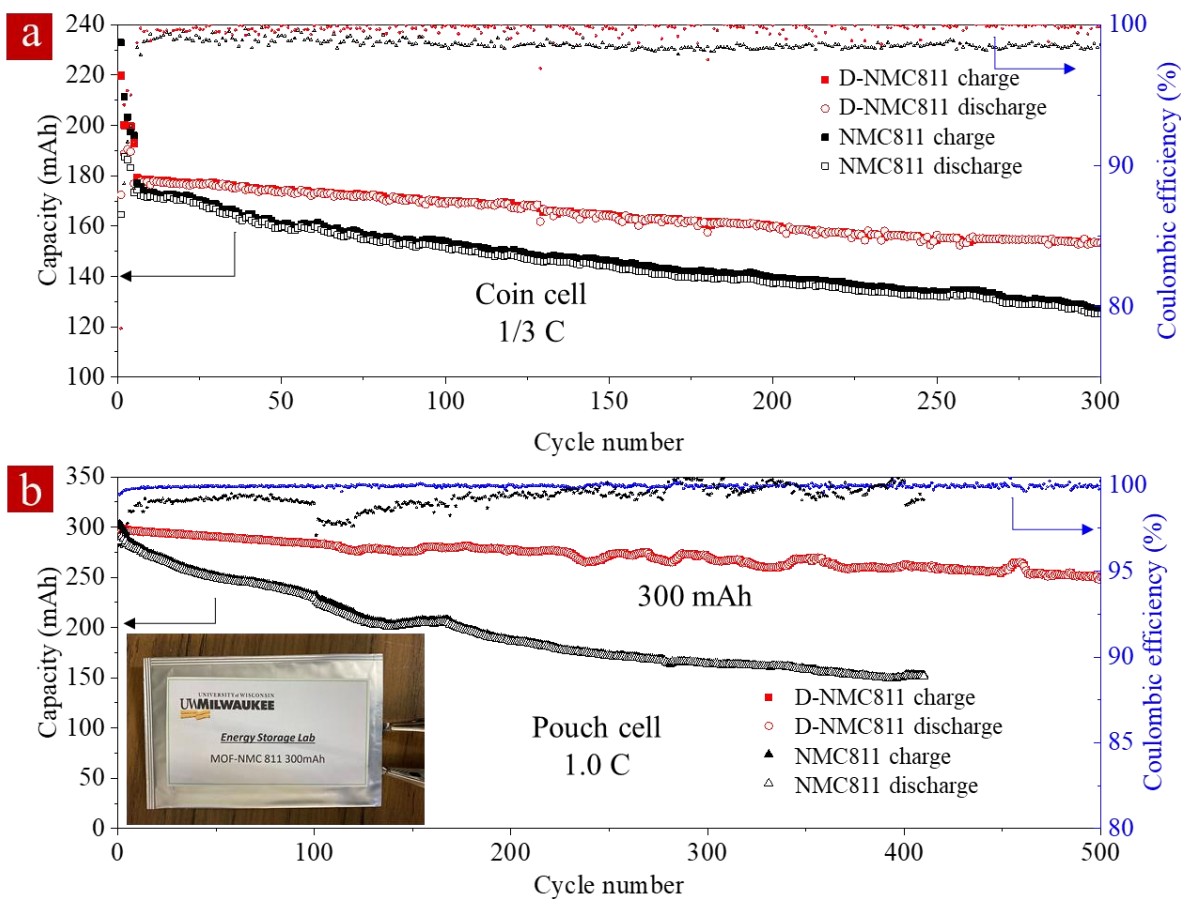 a
240
220
200
180
160
140
120
100
Capacity (mAh)
100
90
80
Coulombic efficiency (%)
D-NMC811 charge
D-NMC811 discharge
NMC811 charge
NMC811 discharge
Coin cell
1/3 C
0 50 100 150 200 250 300
Cycle number
b
350
300
250
200
150
100
50
0
Capacity (mAh)
100
95
90
85
80
Coulombic efficiency (%)
300 mAh
UNIVERSITY of WISCONSIN
UWMILWAUKEE
Energy Storage Lab
MOF-NMC 811 300mAh
Pouch cell
1.0 C
D-NMC811 charge
D-NMC811 discharge
NMC811 charge
NMC811 discharge
0 100 200 300 400 500
Cycle number